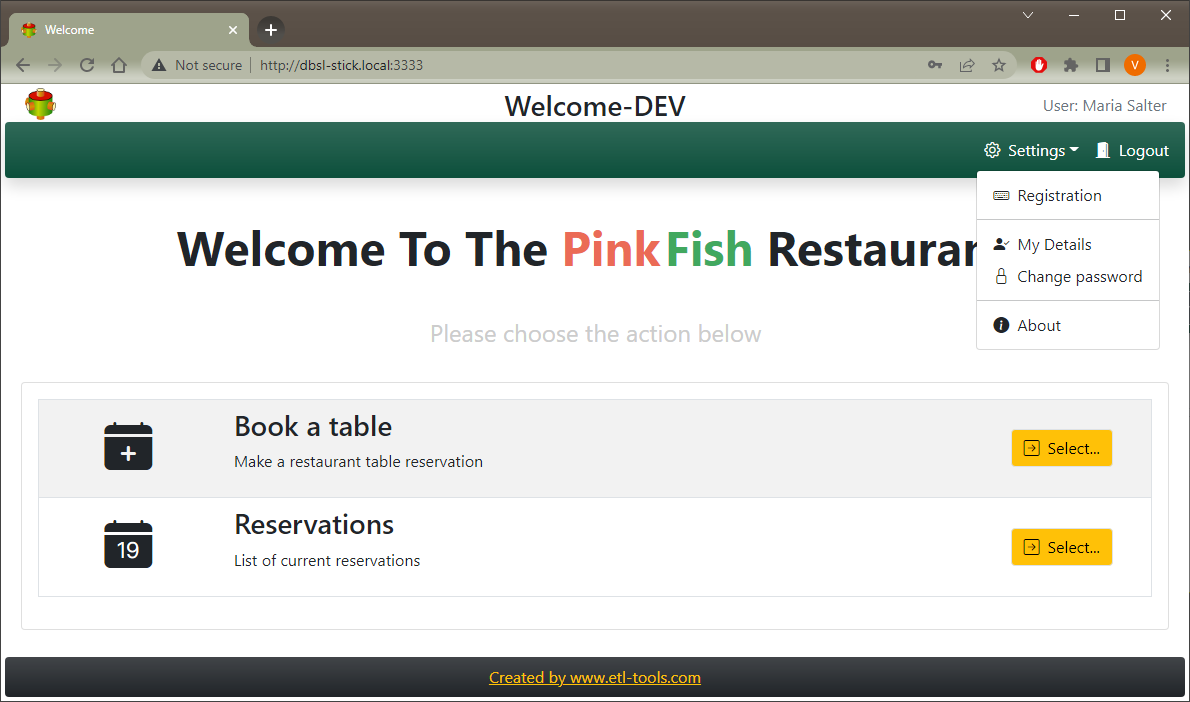 Welcome
Not secure
http://dbsl-stick.local:3333
V
Welcome-DEV
User: Maria Salter
Settings
Logout
Registration
My Details
Change password
About
Welcome To The PinkFish Restauran
Please choose the action below
Book a table
Make a restaurant table reservation
Select...
19
Reservations
List of current reservations
Select...
Created by www.etl-tools.com